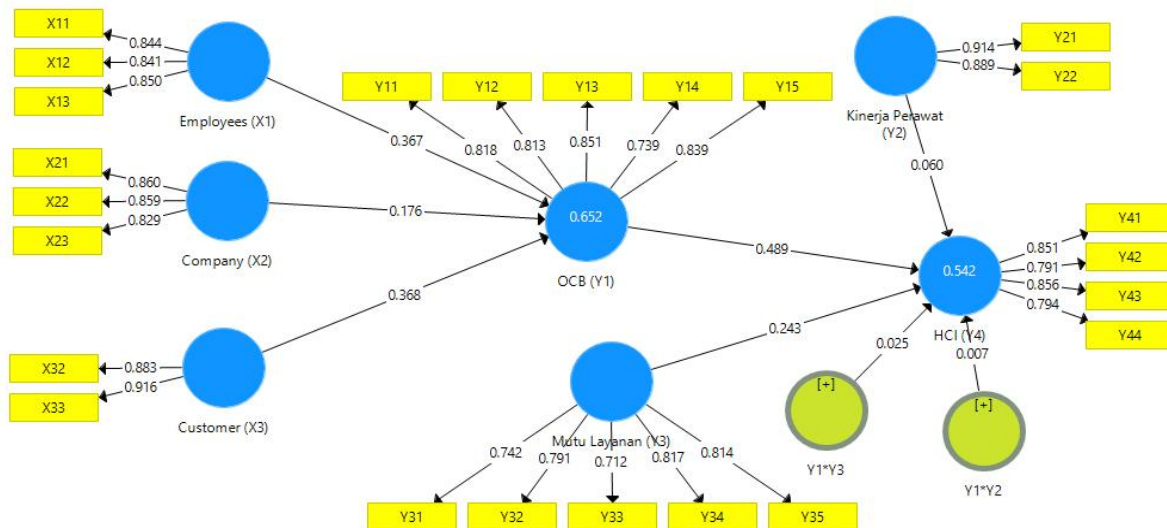 X11
0.844
X12
0.841
X13
0.850
Employees (X1)
0.367
X21
0.860
X22
0.859
X23
0.829
Company (X2)
0.176
X32
0.883
X33
0.916
Customer (X3)
0.368
Y11
Y12
Y13
Y14
Y15
0.818
0.813
0.851
0.739
0.839
0.652
OCB (Y1)
0.489
Y21
0.914
Y22
0.889
Kinerja Perawat
(Y2)
0.060
0.542
HCI (Y4)
0.851
Y41
0.791
Y42
0.856
Y43
0.794
Y44
0.243
0.025
0.007
Mutu Layanan (Y3)
0.742
0.791
0.712
0.817
0.814
Y31
Y32
Y33
Y34
Y35
[+]
Y1*Y3
[+]
Y1*Y2